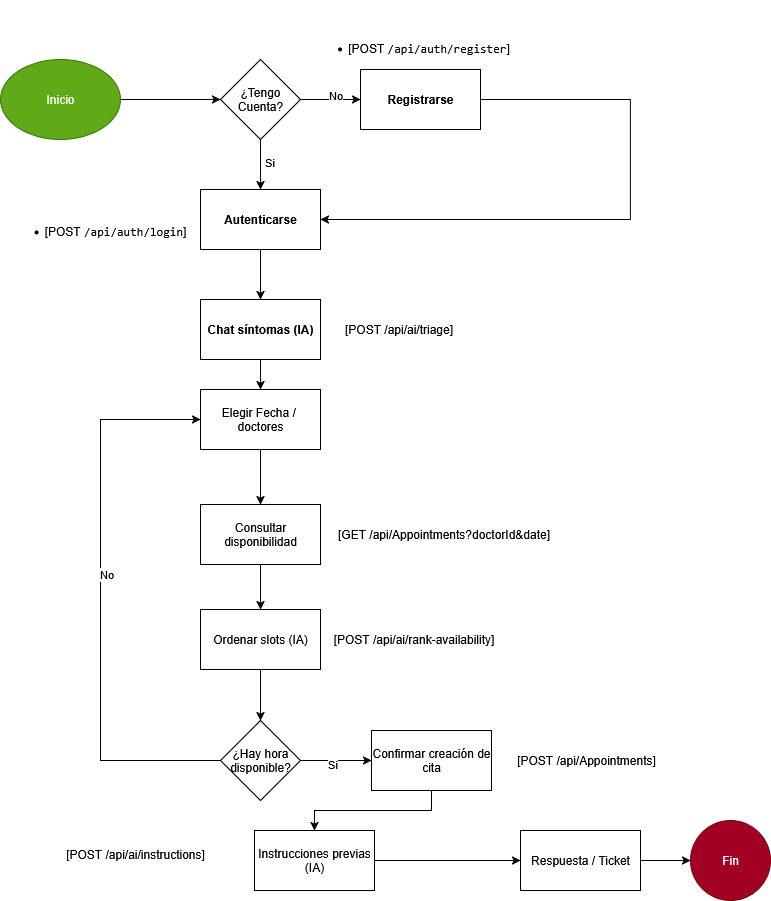 • [POST /api/auth/register]
Inicio
¿Tengo
Cuenta?
No
Registrarse
Si
Autenticarse
• [POST /api/auth/login]
Chat síntomas (IA)
[POST /api/ai/triage]
Elegir Fecha /
doctores
Consultar
disponibilidad
[GET /api/Appointments?doctorId&date]
No
Ordenar slots (IA)
[POST /api/ai/rank-availability]
¿Hay hora
disponible?
Si
Confirmar creación de
cita
[POST /api/Appointments]
[POST /api/ai/instructions]
Instrucciones previas
(IA)
Respuesta / Ticket
Fin